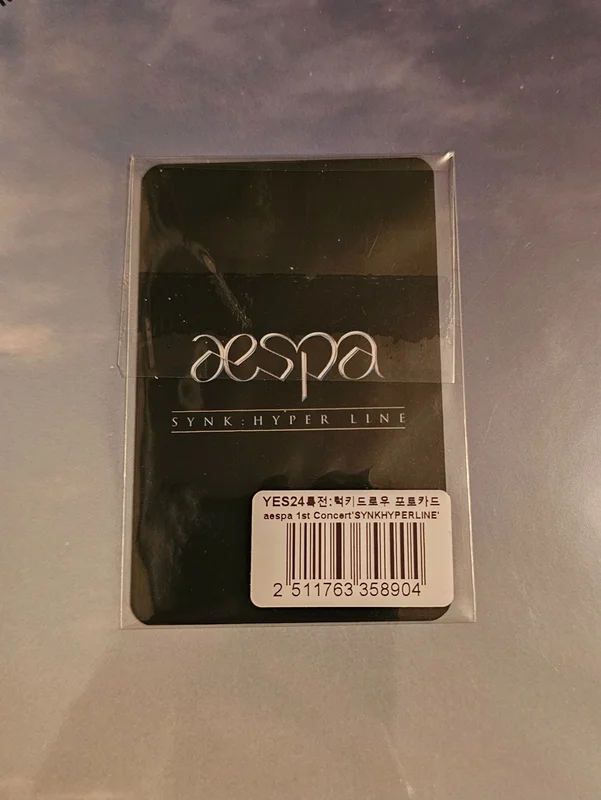 aespa
SYNK : HYPER LINE
YES24특전:럭키드로우 포토카드
aespa 1st Concert'SYNKHYPERLINE'
2 511763 358904